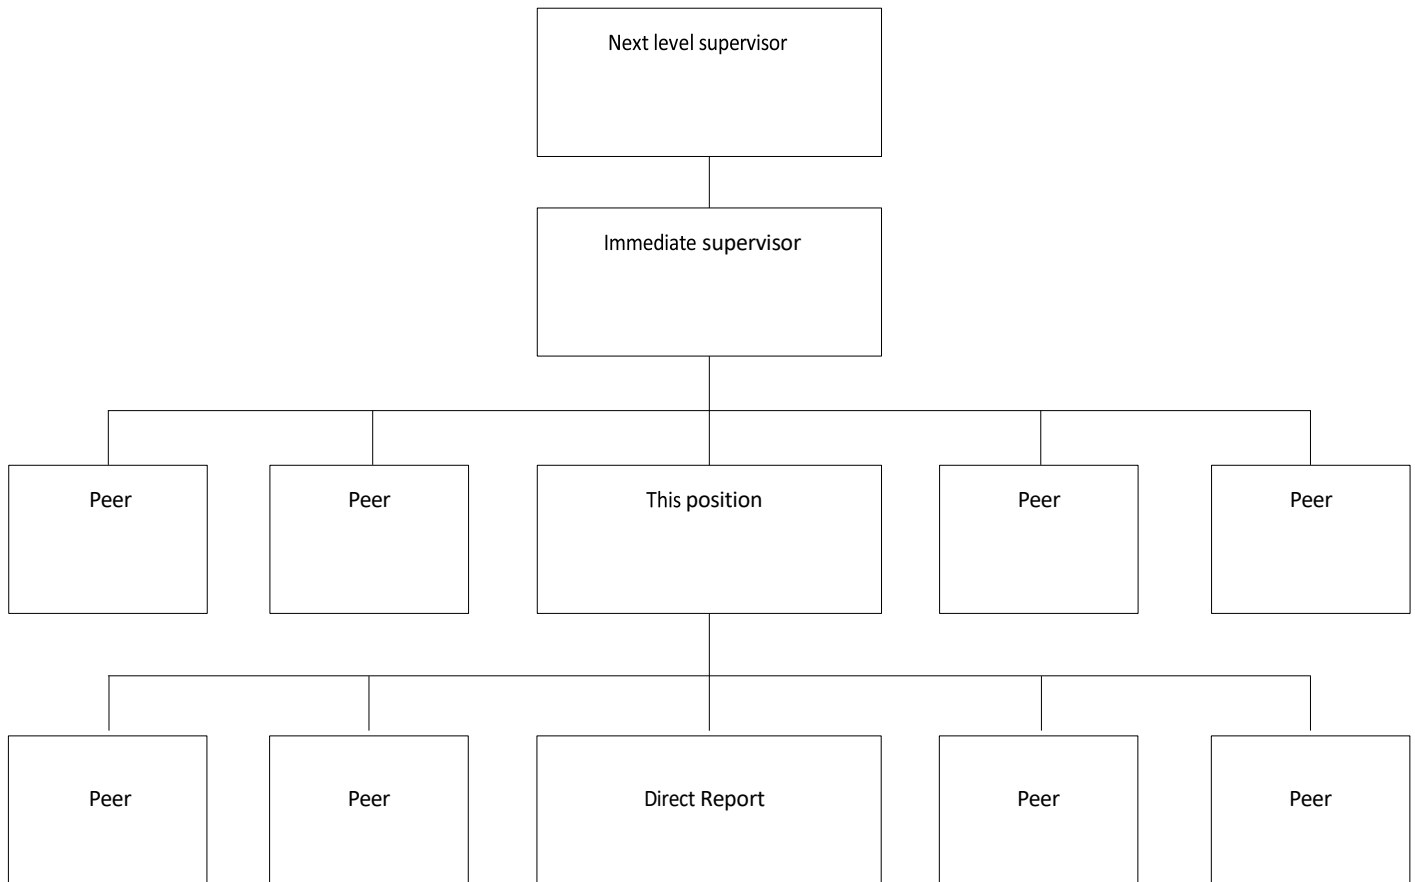 Next level supervisor
Immediate supervisor
Peer
Peer
This position
Peer
Peer
Peer
Peer
Direct Report
Peer
Peer